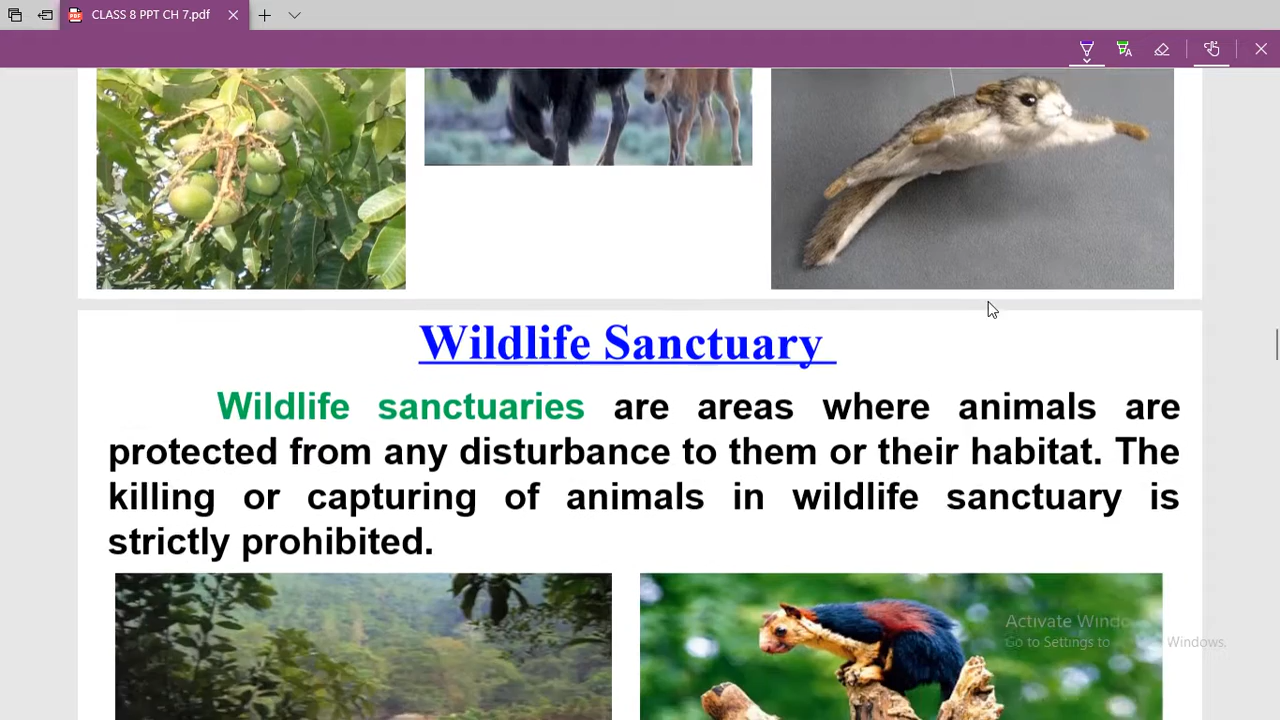 CLASS 8 PPT CH 7.pdf
Wildlife Sanctuary
Wildlife sanctuaries are areas where animals are
protected from any disturbance to them or their habitat. The
killing or capturing of animals in wildlife sanctuary is
strictly prohibited.
Activate Windo
Go to Settings to Windows.